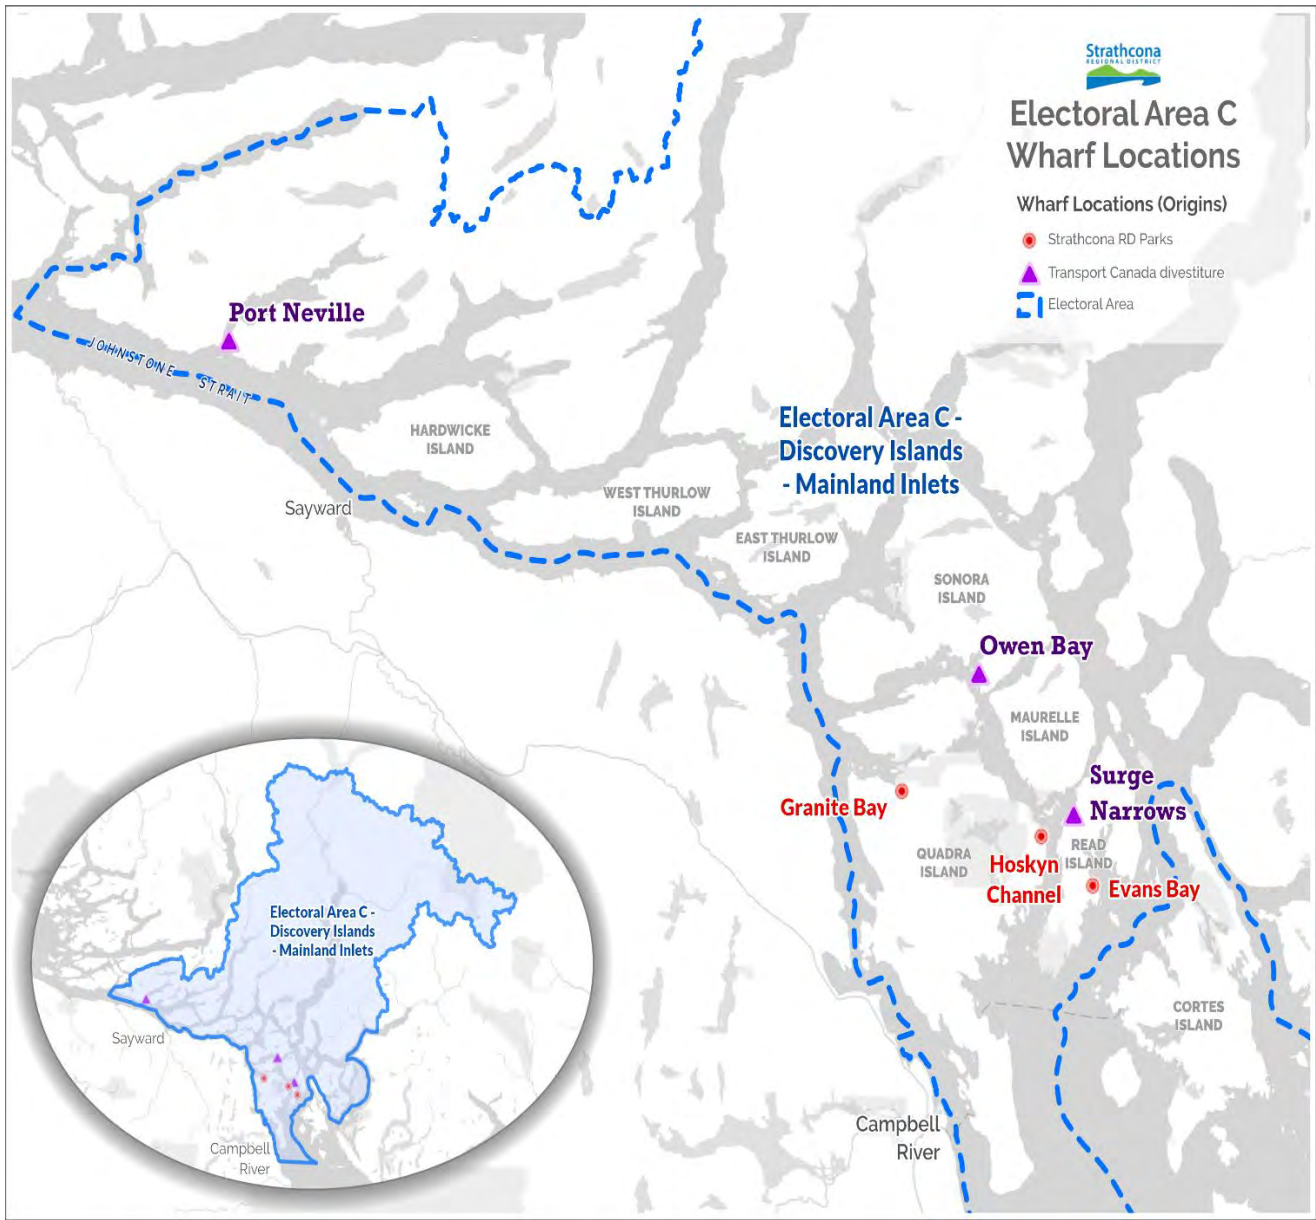 Strathcona
REGIONAL DISTRICT
Electoral Area C
Wharf Locations
Wharf Locations (Origins)
Strathcona RD Parks
Transport Canada divestiture
Electoral Area
Port Neville
JOHNSTONE STRAIT
HARDWICKE
ISLAND
Sayward
Electoral Area C -
Discovery Islands
- Mainland Inlets
WEST THURLOW
ISLAND
EAST THURLOW
ISLAND
SONORA
ISLAND
Owen Bay
MAURELLE
ISLAND
Surge
Narrows
Granite Bay
QUADRA
ISLAND
Hoskyn
Channel
READ
ISLAND
Evans Bay
CORTES
ISLAND
Campbell
River
Electoral Area C -
Discovery Islands
- Mainland Inlets
Sayward
Campbell
River